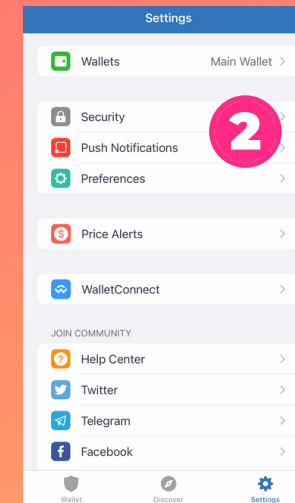 Settings
Wallets Main Wallet
Security
2
Push Notifications
Preferences
Price Alerts
WalletConnect
JOIN COMMUNITY
Help Center
Twitter
Telegram
Facebook
Wallet Discover Settings